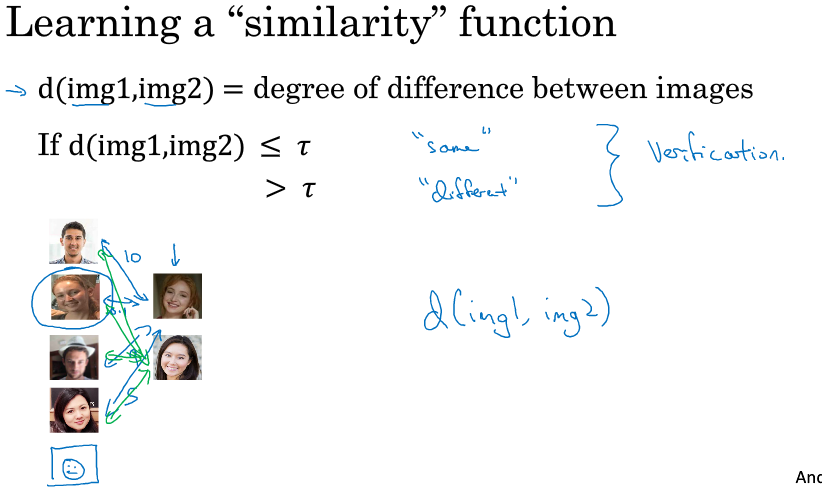 Learning a “similarity” function
→ d(img1,img2) = degree of difference between images
If d(img1,img2) ≤ τ "same"
> τ "different"
} Verification.
10
d(img1, img2)
5
And